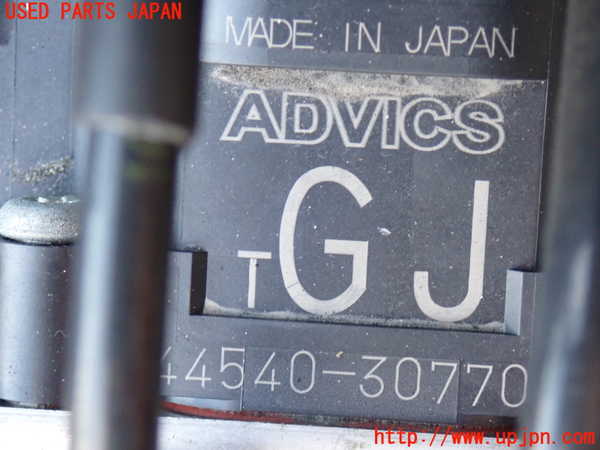 USED PARTS JAPAN
MADE IN JAPAN
ADVICS
TGJ
44540-30770
http://www.upjpn.com